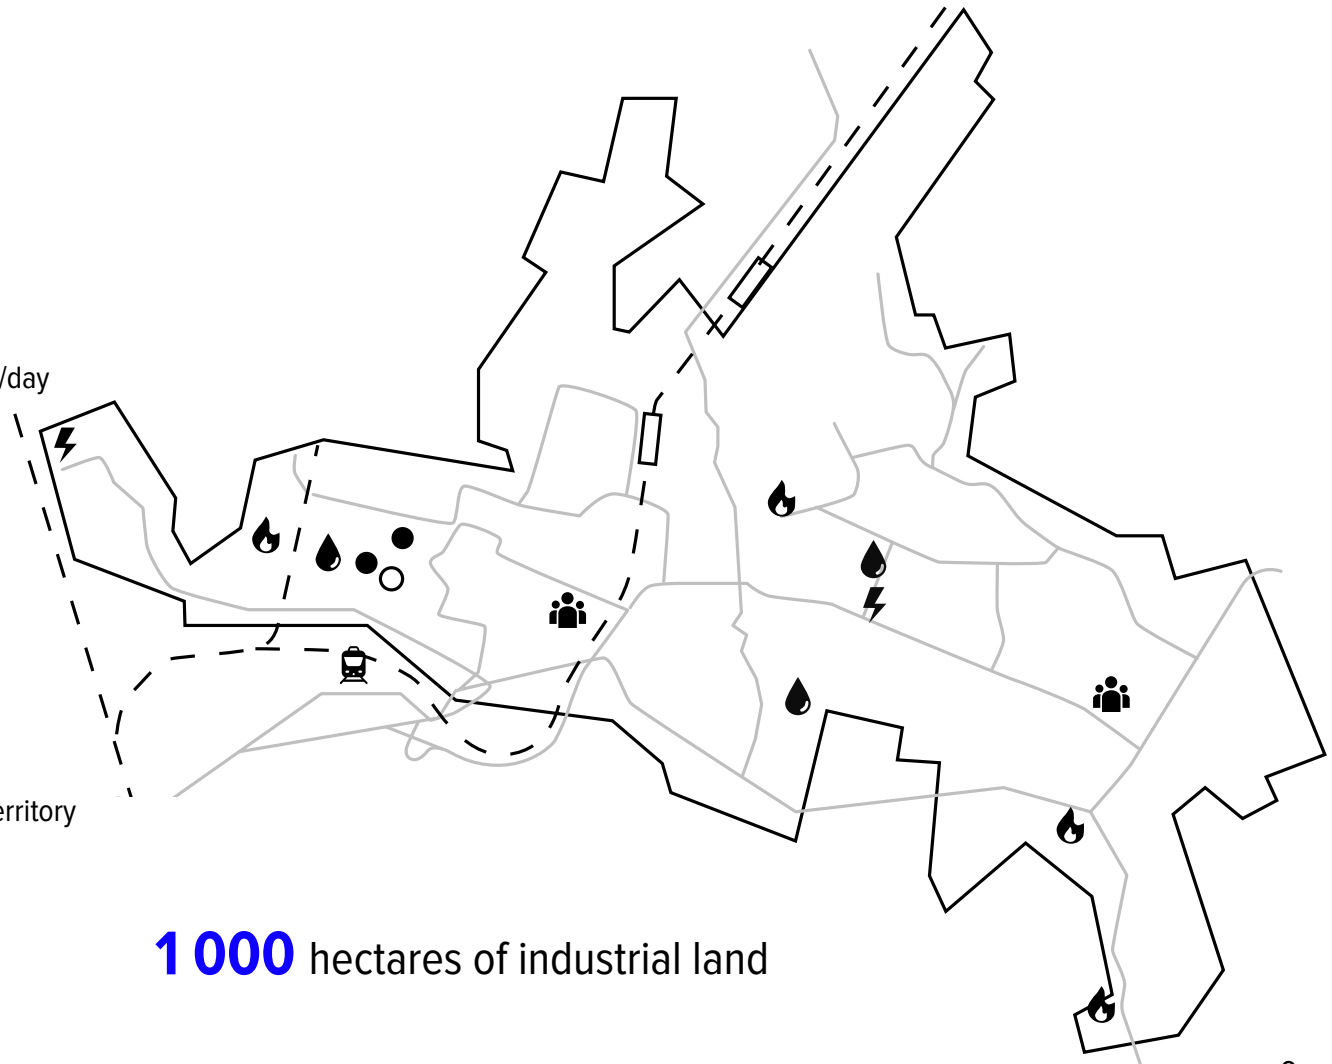 /day
erritory
1 000 hectares of industrial land